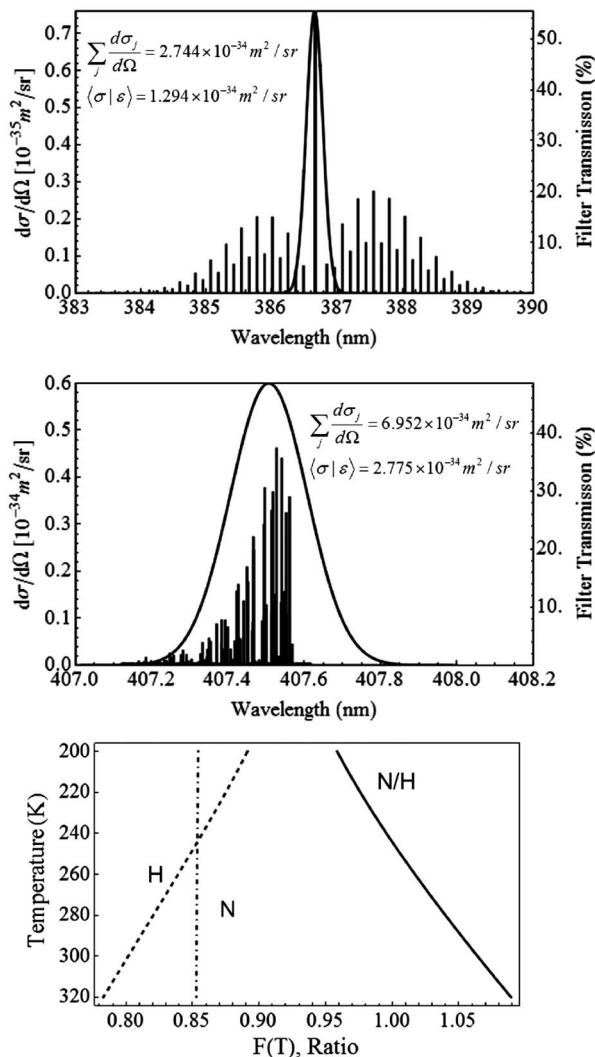 ∑_j dσ_j/dΩ = 2.744×10⁻³⁴ m²/sr
⟨σ|ε⟩ = 1.294×10⁻³⁴ m²/sr
dσ/dΩ [10⁻³⁵m²/sr]
0.7
0.6
0.5
0.4
0.3
0.2
0.1
0.0
50.
40.
30.
20.
10.
Filter Transmisson (%)
383 384 385 386 387 388 389 390
Wavelength (nm)
∑_j dσ_j/dΩ = 6.952×10⁻³⁴ m²/sr
⟨σ|ε⟩ = 2.775×10⁻³⁴ m²/sr
dσ/dΩ [10⁻³⁴m²/sr]
0.6
0.5
0.4
0.3
0.2
0.1
0.0
40.
30.
20.
10.
Filter Transmisson (%)
407.0 407.2 407.4 407.6 407.8 408.0 408.2
Wavelength (nm)
Temperature (K)
200
220
240
260
280
300
320
N/H
H
N
0.80 0.85 0.90 0.95 1.00 1.05
F(T), Ratio